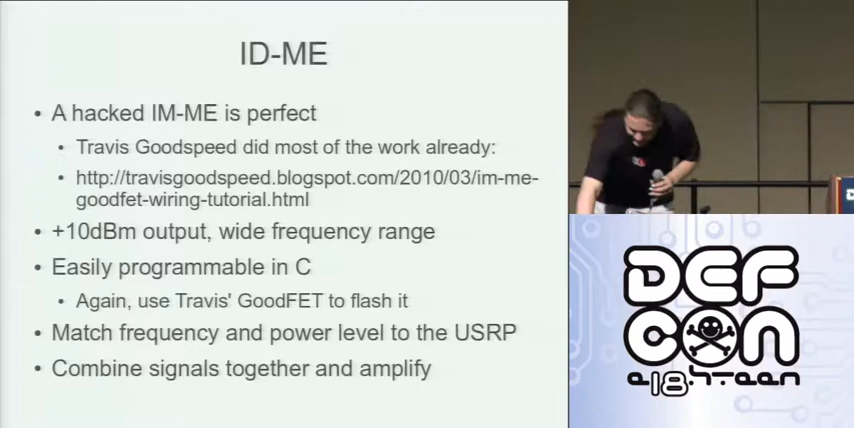 ID-ME
• A hacked IM-ME is perfect
• Travis Goodspeed did most of the work already:
• http://travisgoodspeed.blogspot.com/2010/03/im-me-
goodfet-wiring-tutorial.html
• +10dBm output, wide frequency range
• Easily programmable in C
• Again, use Travis' GoodFET to flash it
• Match frequency and power level to the USRP
• Combine signals together and amplify
DEF
CON
e18hteen